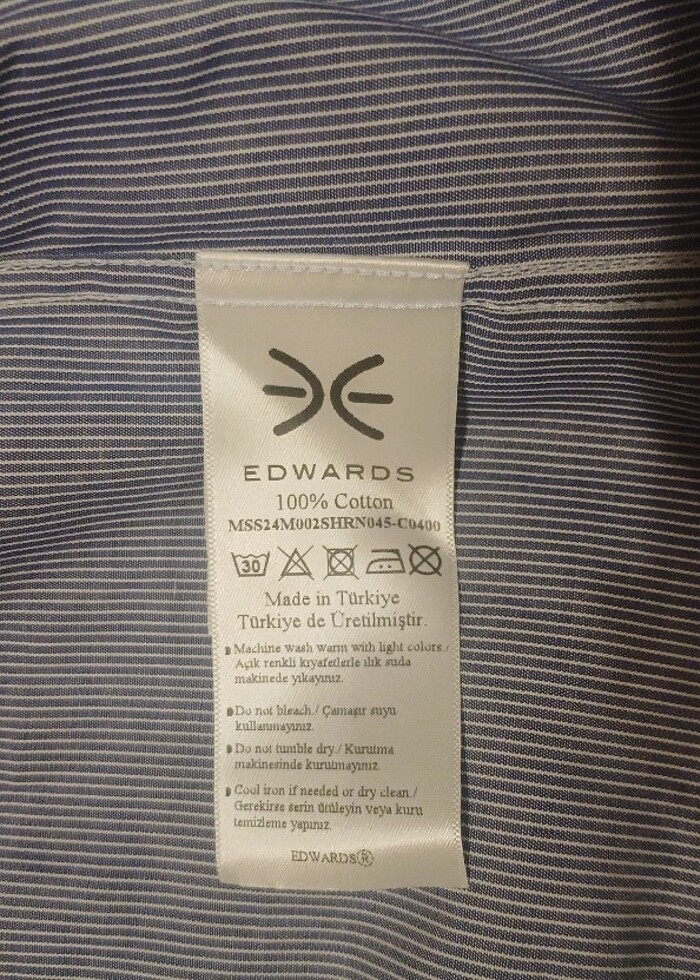 EDWARDS
100% Cotton
MSS24M002SHRN045-C0400
30
Made in Türkiye
Türkiye de Üretilmiştir.
Machine wash warm with light colors./
Açık renkli kıyafetlerle ılık suda
makinede yıkayınız.
Do not bleach./ Çamaşır suyu
kullanmayınız.
Do not tumble dry./ Kurutma
makinesinde kurutmayınız.
Cool iron if needed or dry clean./
Gerekirse serin ütüleyin veya kuru
temizleme yapınız.
EDWARDS®